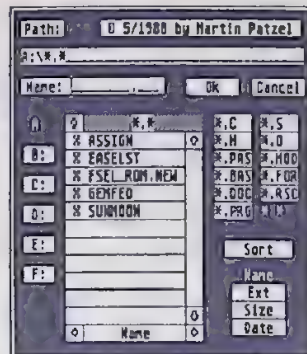 Path: © 5/1988 by Martin Patzel
A:\*.*
Name: Ok Cancel
*.*
ASSIGN
EASELST
FSEL_ROM.NEW
GEMFED
SUNMOON
B:
C:
D:
E:
F:
*.C *.S
*.H *.O
*.PAS *.MOD
*.BAS *.FOR
*.DOC *.RSC
*.PRG
Sort
Name
Ext
Size
Date
Name